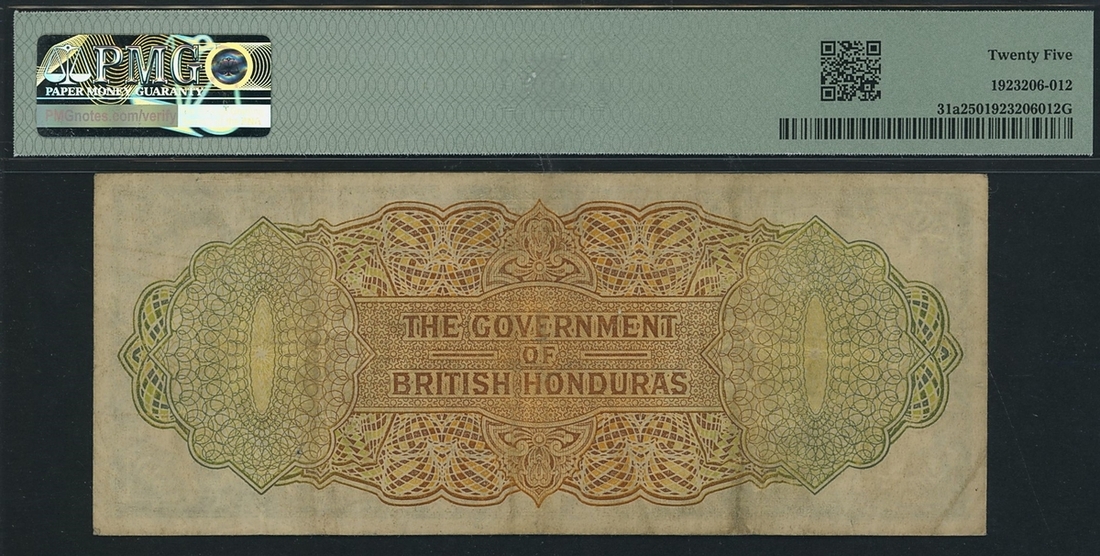 PMG
PAPER MONEY GUARANTY
PMGnotes.com/verify
Twenty Five
1923206-012
31a2501923206012G
THE GOVERNMENT
OF
BRITISH HONDURAS